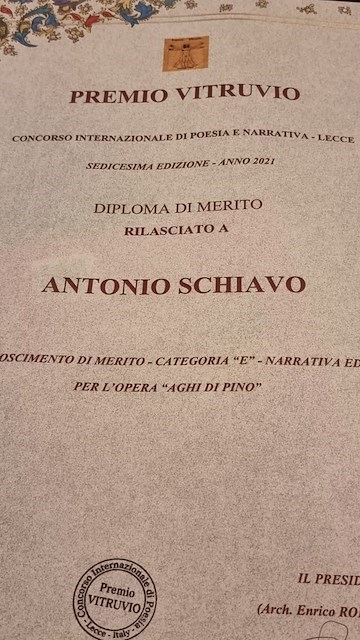 PREMIO VITRUVIO
CONCORSO INTERNAZIONALE DI POESIA E NARRATIVA - LECCE
SEDICESIMA EDIZIONE - ANNO 2021
DIPLOMA DI MERITO
RILASCIATO A
ANTONIO SCHIAVO
OSCIMENTO DI MERITO - CATEGORIA "E" - NARRATIVA ED
PER L'OPERA "AGHI DI PINO"
Concorso Internazionale di Poesia
Premio
VITRUVIO
- Lecce - Italy -
IL PRESID
(Arch. Enrico RO